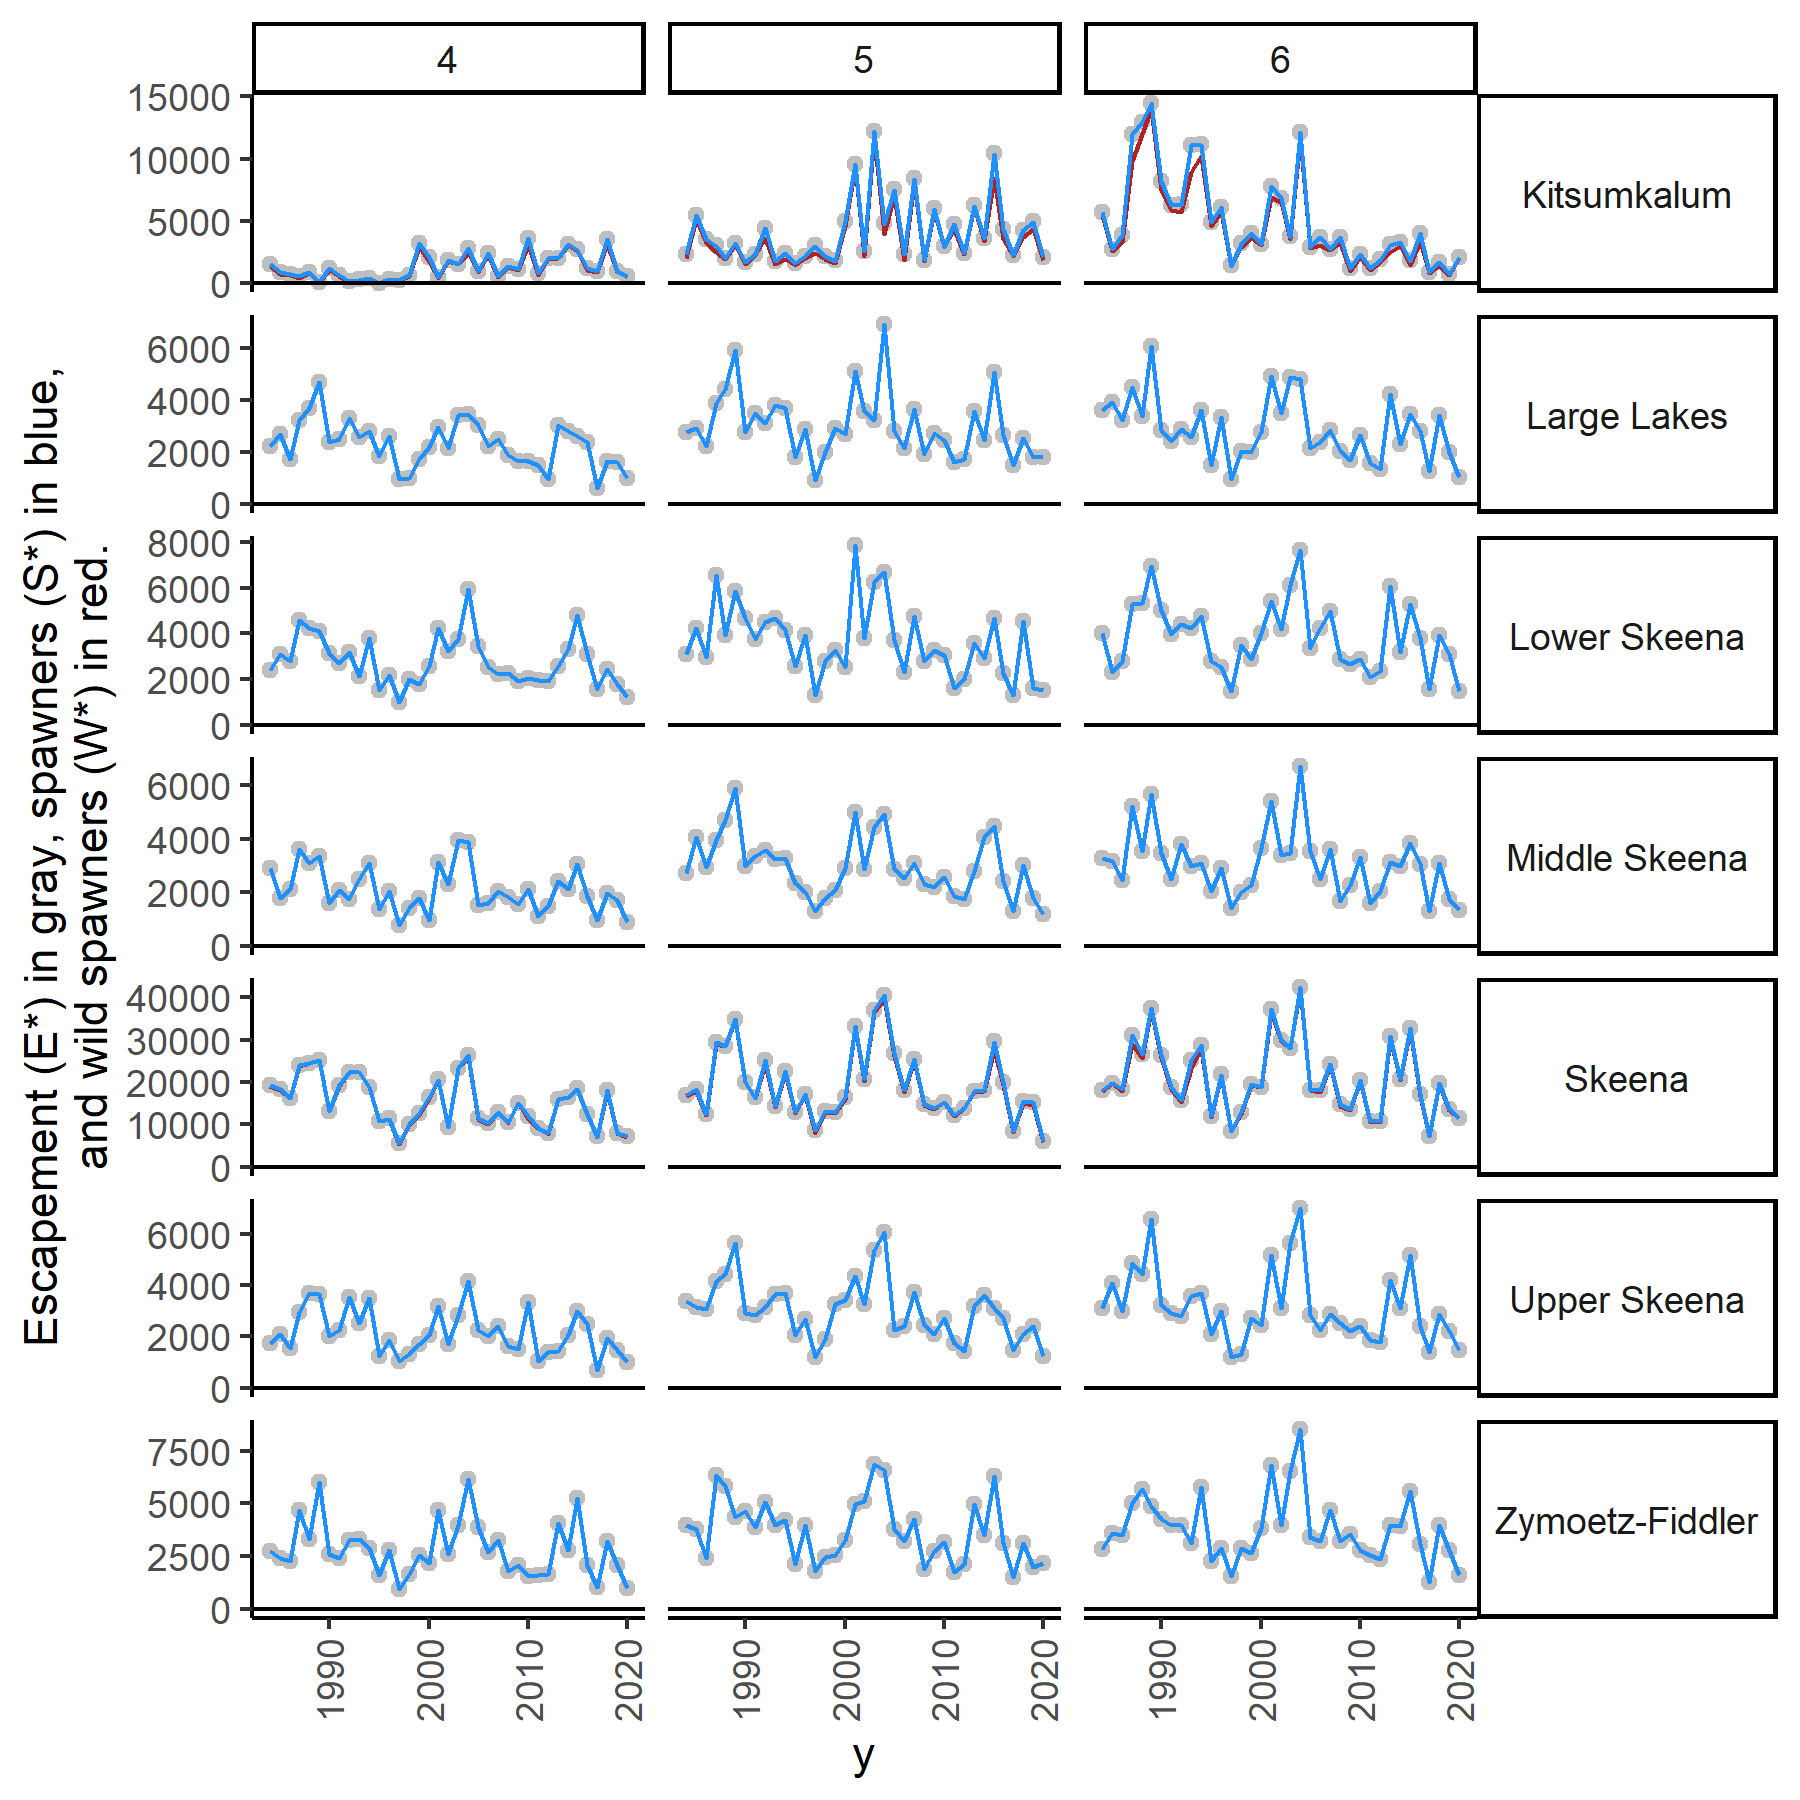 4 5 6
Escapement (E*) in gray, spawners (S*) in blue,
and wild spawners (W*) in red.
15000
10000
5000
0
Kitsumkalum
6000
4000
2000
0
Large Lakes
8000
6000
4000
2000
0
Lower Skeena
6000
4000
2000
0
Middle Skeena
40000
30000
20000
10000
0
Skeena
6000
4000
2000
0
Upper Skeena
7500
5000
2500
0
Zymoetz-Fiddler
1990 2000 2010 2020 1990 2000 2010 2020 1990 2000 2010 2020
y